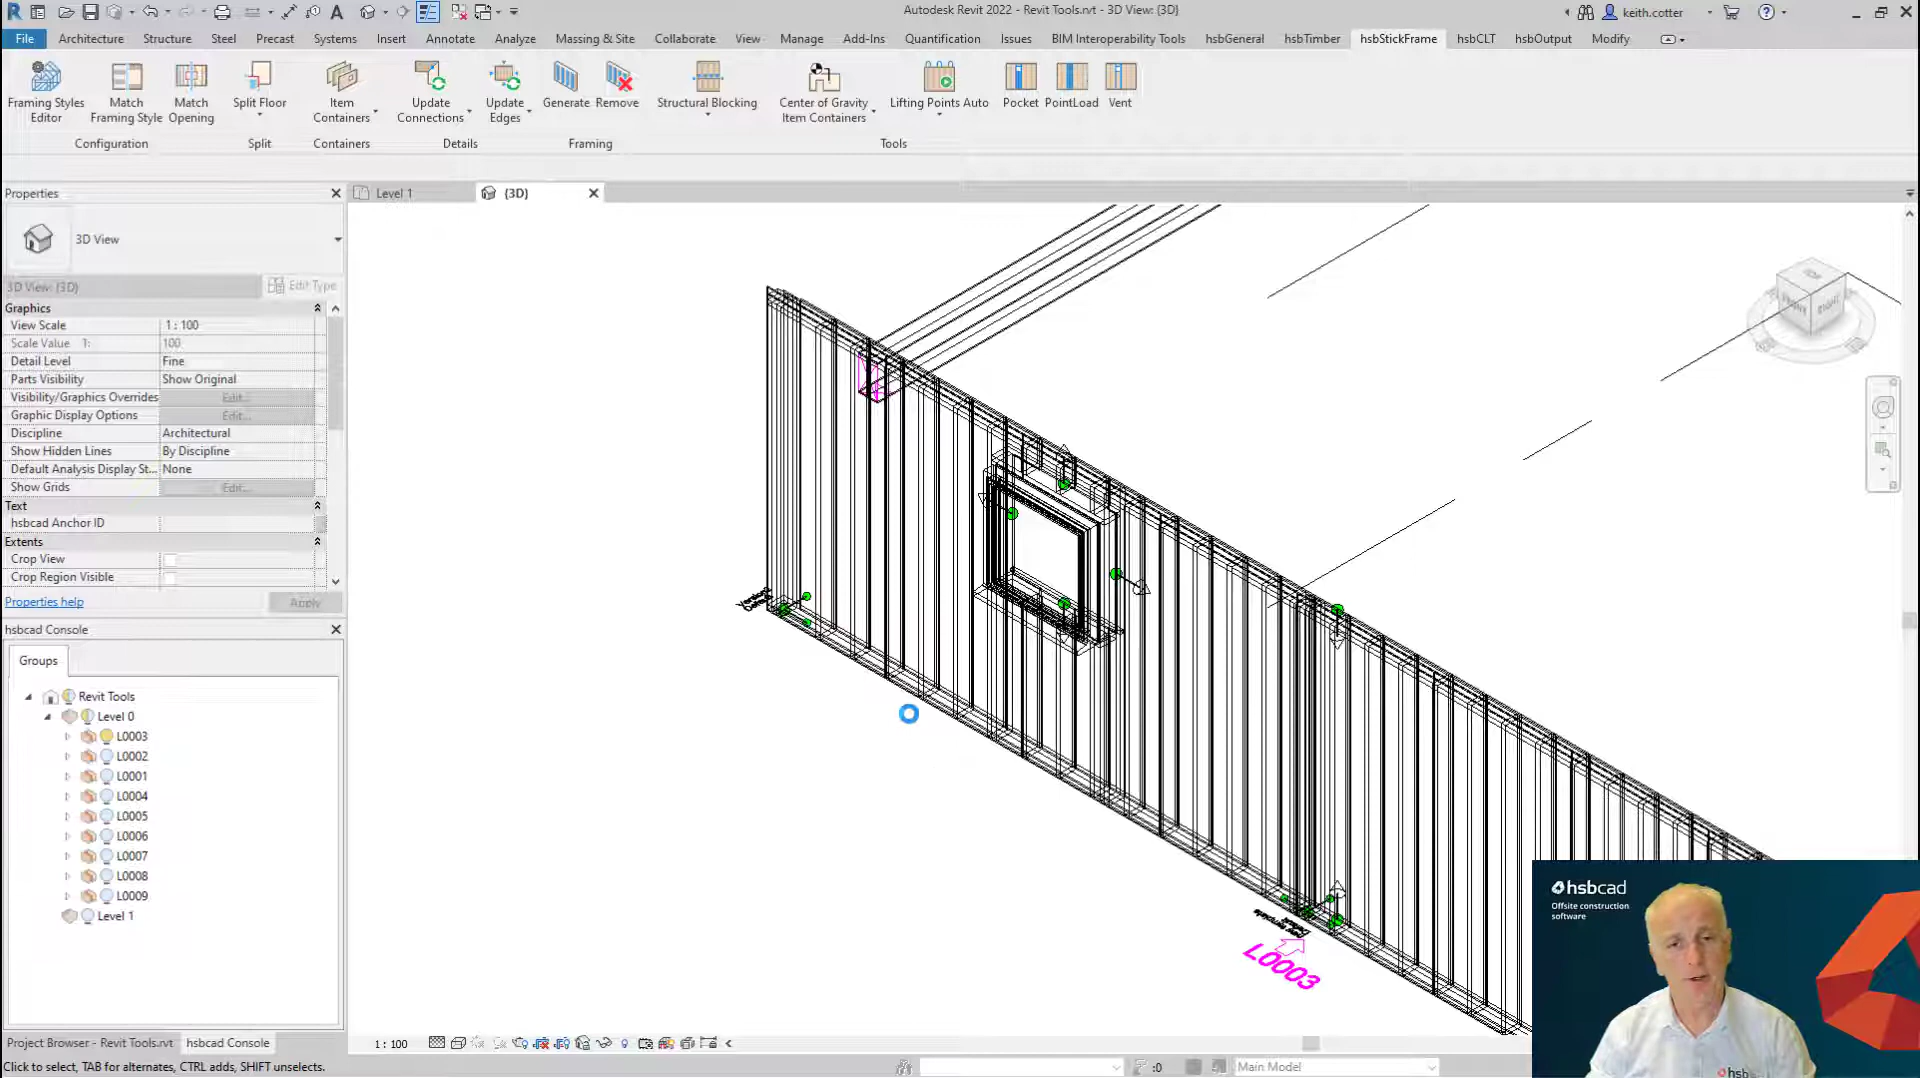 Autodesk Revit 2022 - Revit Tools.rvt - 3D View: {3D}
keith.cotter
File Architecture Structure Steel Precast Systems Insert Annotate Analyze Massing & Site Collaborate View Manage Add-Ins Quantification Issues BIM Interoperability Tools hsbGeneral hsbTimber hsbStickFrame hsbCLT hsbOutput Modify
Framing Styles Editor
Match Framing Style
Match Opening
Split Floor
Item Containers
Update Connections
Update Edges
Generate
Remove
Structural Blocking
Center of Gravity Item Containers
Lifting Points Auto
Pocket
PointLoad
Vent
Configuration Split Containers Details Framing Tools
Properties
Level 1
{3D}
3D View
3D View: {3D}
Edit Type
Graphics
View Scale 1 : 100
Scale Value 1: 100
Detail Level Fine
Parts Visibility Show Original
Visibility/Graphics Overrides Edit...
Graphic Display Options Edit...
Discipline Architectural
Show Hidden Lines By Discipline
Default Analysis Display St... None
Show Grids Edit...
Text
hsbcad Anchor ID
Extents
Crop View
Crop Region Visible
Properties help
Apply
hsbcad Console
Groups
Revit Tools
Level 0
L0003
L0002
L0001
L0004
L0005
L0006
L0007
L0008
L0009
Level 1
TOP
FRONT
RIGHT
L0003
hsbcad
Offsite construction
software
hsb
Project Browser - Revit Tools.rvt
hsbcad Console
1 : 100
Click to select, TAB for alternates, CTRL adds, SHIFT unselects.
:0
Main Model